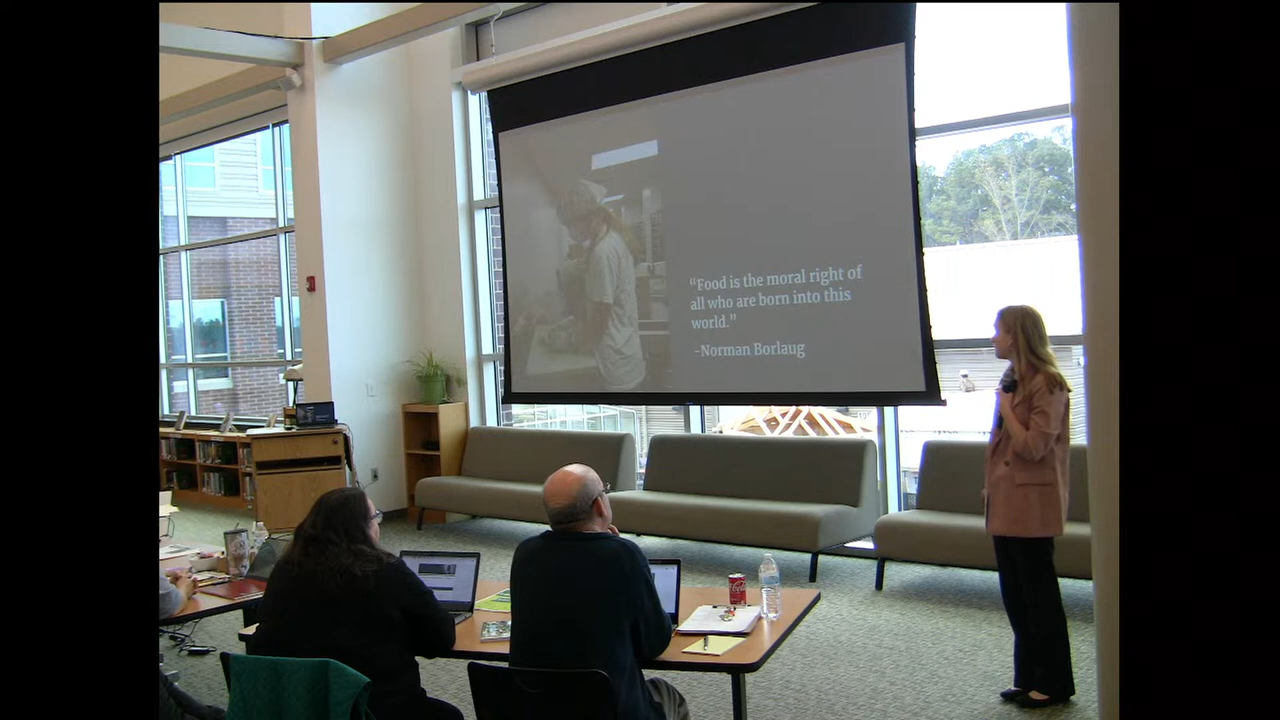 “Food is the moral right of
all who are born into this
world.”
-Norman Borlaug